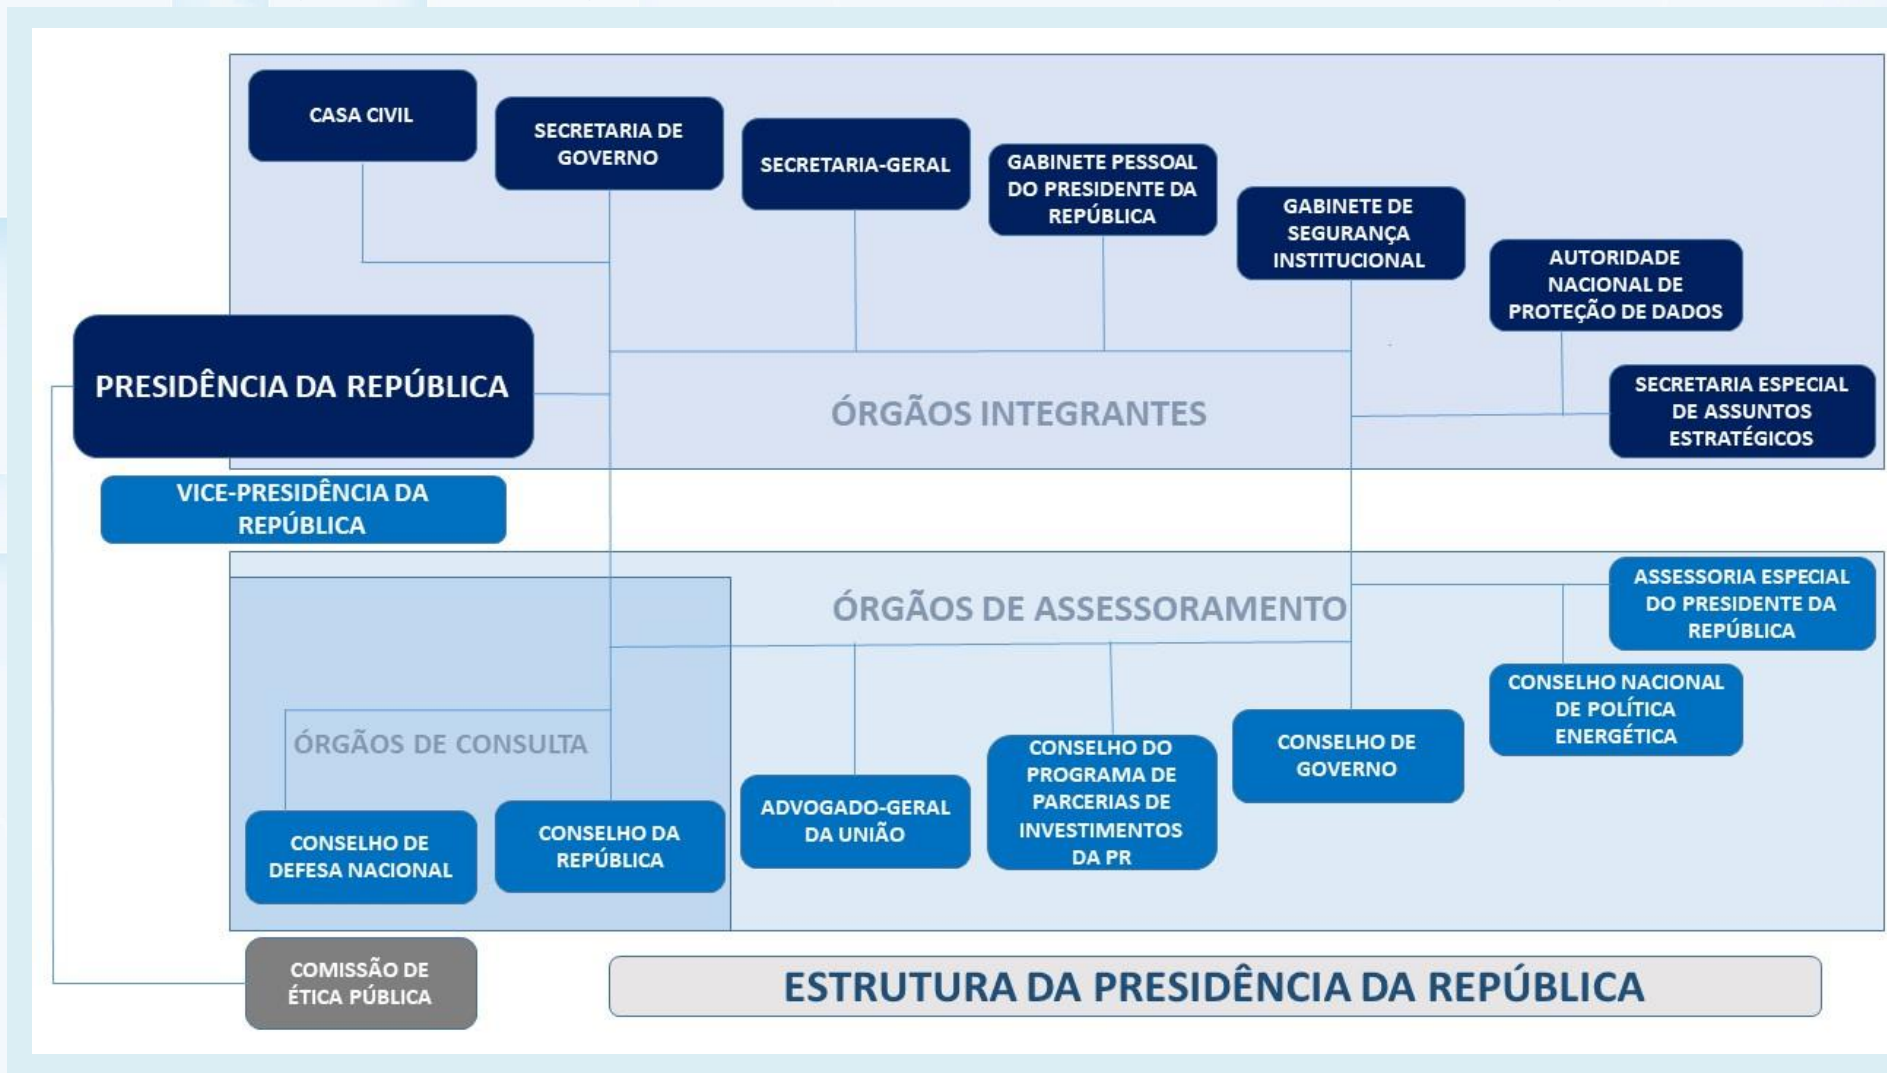 CASA CIVIL
SECRETARIA DE
GOVERNO
SECRETARIA-GERAL
GABINETE PESSOAL
DO PRESIDENTE DA
REPÚBLICA
GABINETE DE
SEGURANÇA
INSTITUCIONAL
AUTORIDADE
NACIONAL DE
PROTEÇÃO DE DADOS
PRESIDÊNCIA DA REPÚBLICA
ÓRGÃOS INTEGRANTES
SECRETARIA ESPECIAL
DE ASSUNTOS
ESTRATÉGICOS
VICE-PRESIDÊNCIA DA
REPÚBLICA
ÓRGÃOS DE ASSESSORAMENTO
ASSESSORIA ESPECIAL
DO PRESIDENTE DA
REPÚBLICA
CONSELHO NACIONAL
DE POLÍTICA
ENERGÉTICA
ÓRGÃOS DE CONSULTA
CONSELHO DE
DEFESA NACIONAL
CONSELHO DA
REPÚBLICA
ADVOGADO-GERAL
DA UNIÃO
CONSELHO DO
PROGRAMA DE
PARCERIAS DE
INVESTIMENTOS
DA PR
CONSELHO DE
GOVERNO
COMISSÃO DE
ÉTICA PÚBLICA
ESTRUTURA DA PRESIDÊNCIA DA REPÚBLICA